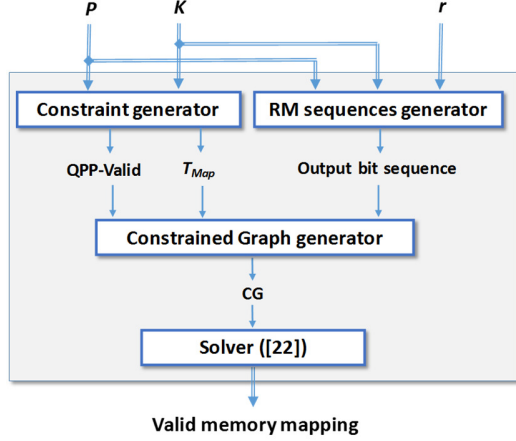 P K r
Constraint generator RM sequences generator
QPP-Valid T_Map Output bit sequence
Constrained Graph generator
CG
Solver ([22])
Valid memory mapping